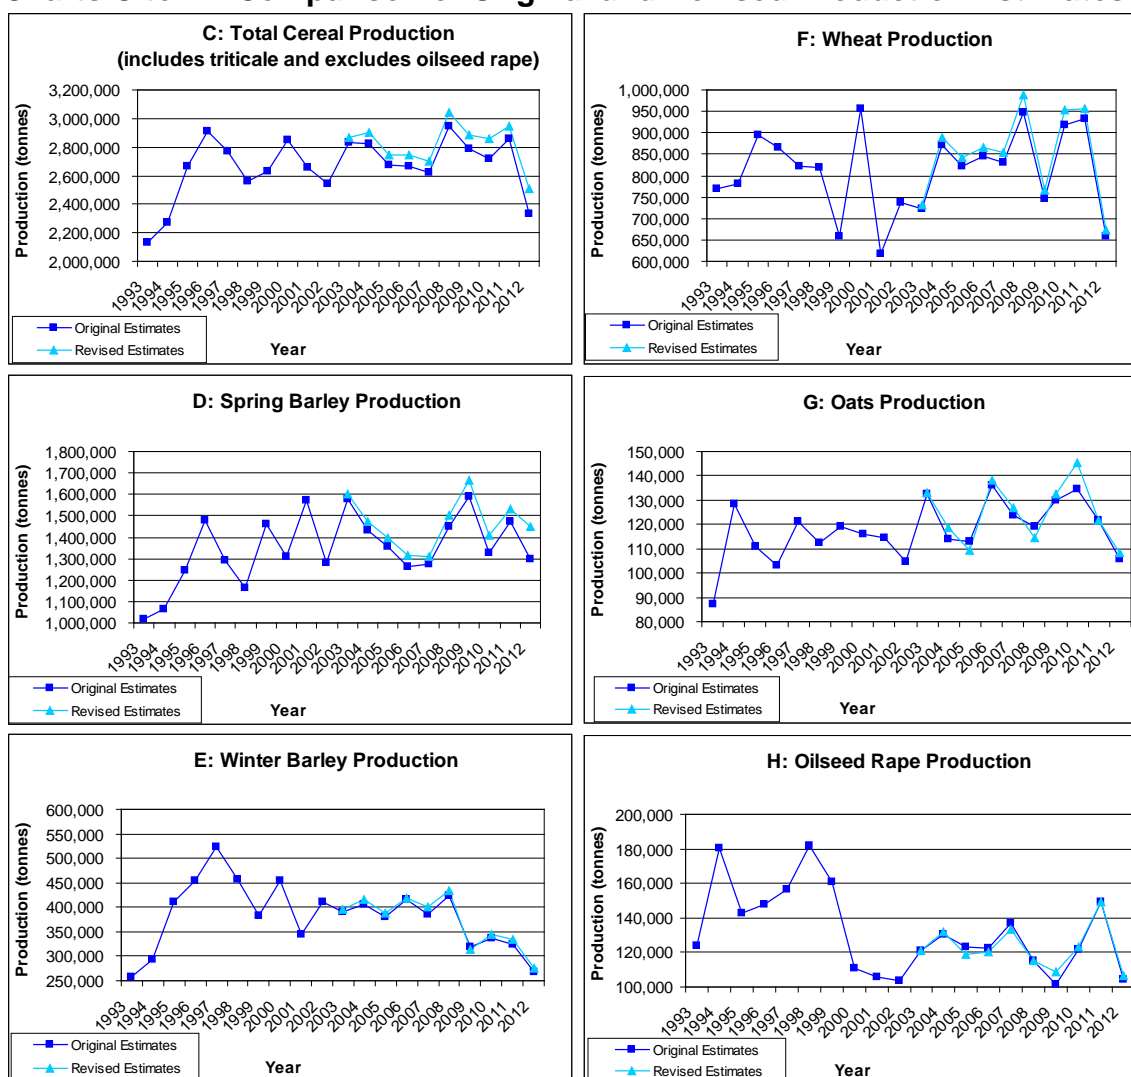 Charts C to H: Comparison of Original and Revised Production Estimates
C: Total Cereal Production
(includes triticale and excludes oilseed rape)
Production (tonnes)
3,200,000
3,000,000
2,800,000
2,600,000
2,400,000
2,200,000
2,000,000
1993 1994 1995 1996 1997 1998 1999 2000 2001 2002 2003 2004 2005 2006 2007 2008 2009 2010 2011 2012
Original Estimates
Revised Estimates
Year
F: Wheat Production
Production (tonnes)
1,000,000
950,000
900,000
850,000
800,000
750,000
700,000
650,000
600,000
1993 1994 1995 1996 1997 1998 1999 2000 2001 2002 2003 2004 2005 2006 2007 2008 2009 2010 2011 2012
Original Estimates
Revised Estimates
Year
D: Spring Barley Production
Production (tonnes)
1,800,000
1,700,000
1,600,000
1,500,000
1,400,000
1,300,000
1,200,000
1,100,000
1,000,000
1993 1994 1995 1996 1997 1998 1999 2000 2001 2002 2003 2004 2005 2006 2007 2008 2009 2010 2011 2012
Original Estimates
Revised Estimates
Year
G: Oats Production
Production (tonnes)
150,000
140,000
130,000
120,000
110,000
100,000
90,000
80,000
1993 1994 1995 1996 1997 1998 1999 2000 2001 2002 2003 2004 2005 2006 2007 2008 2009 2010 2011 2012
Original Estimates
Revised Estimates
Year
E: Winter Barley Production
Production (tonnes)
600,000
550,000
500,000
450,000
400,000
350,000
300,000
250,000
1993 1994 1995 1996 1997 1998 1999 2000 2001 2002 2003 2004 2005 2006 2007 2008 2009 2010 2011 2012
Original Estimates
Revised Estimates
Year
H: Oilseed Rape Production
Production (tonnes)
200,000
180,000
160,000
140,000
120,000
100,000
1993 1994 1995 1996 1997 1998 1999 2000 2001 2002 2003 2004 2005 2006 2007 2008 2009 2010 2011 2012
Original Estimates
Revised Estimates
Year